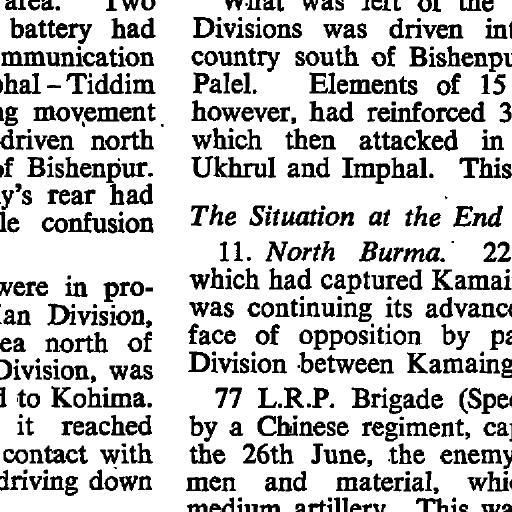 area. Two
battery had
mmunication
phal – Tiddim
ng movement
driven north
of Bishenpur.
y's rear had
le confusion
were in pro-
ian Division,
ea north of
Division, was
d to Kohima.
it reached
contact with
driving down
What was left of the
Divisions was driven int
country south of Bishenpu
Palel. Elements of 15
however, had reinforced 3
which then attacked in
Ukhrul and Imphal. This
The Situation at the End
11. North Burma. 22
which had captured Kamai
was continuing its advance
face of opposition by pa
Division between Kamaing
77 L.R.P. Brigade (Spe
by a Chinese regiment, cap
the 26th June, the enemy
men and material, whi
medium artillery. This wa